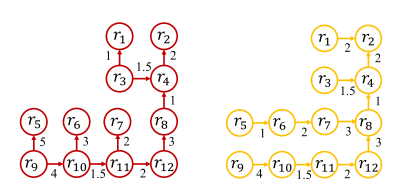 r₁ r₂ r₁ 2 r₂
1 2 2
r₃ 1.5 r₄ r₃ 1.5 r₄
1 1
r₅ r₆ r₇ r₈ r₅ 1 r₆ 2 r₇ 3 r₈
5 3 2 3 3
r₉ 4 r₁₀ 1.5 r₁₁ 2 r₁₂ r₉ 4 r₁₀ 1.5 r₁₁ 2 r₁₂